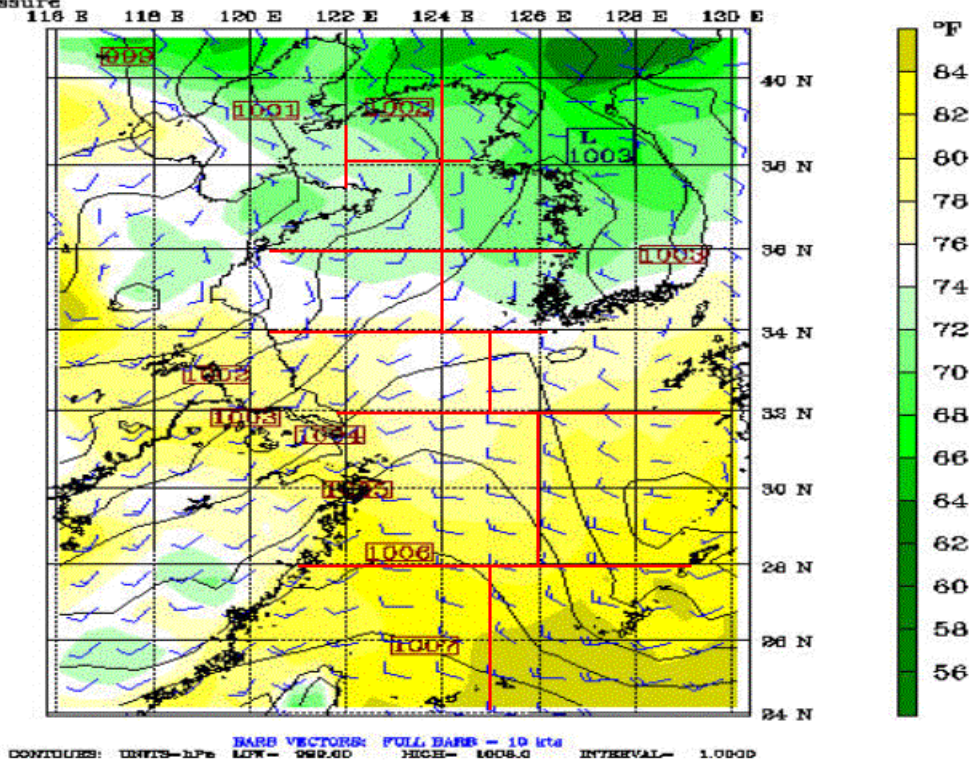 ssure
116 E 118 E 120 E 122 E 124 E 126 E 128 E 130 E
°F
999
40 N
84
1001
1002
82
L
1003
38 N
80
78
36 N
1003
76
74
34 N
72
1002
70
1003
32 N
68
1004
66
30 N
1005
64
62
1006
28 N
60
58
26 N
1007
56
24 N
BARB VECTORS: FULL BARB = 10 kts
CONTOURS: UNITS=hPa LOW= 999.00 HIGH= 1008.0 INTERVAL= 1.0000